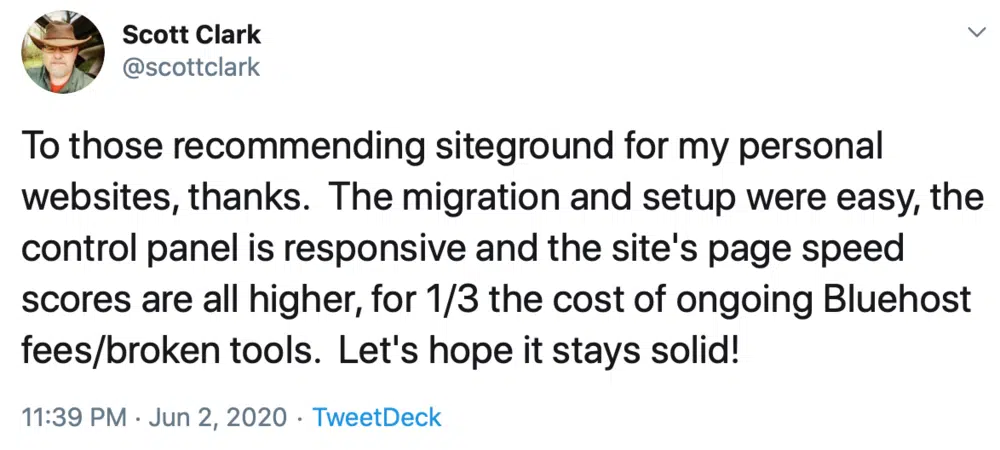 Scott Clark
@scottclark
To those recommending siteground for my personal
websites, thanks.  The migration and setup were easy, the
control panel is responsive and the site's page speed
scores are all higher, for 1/3 the cost of ongoing Bluehost
fees/broken tools.  Let's hope it stays solid!
11:39 PM · Jun 2, 2020 · TweetDeck